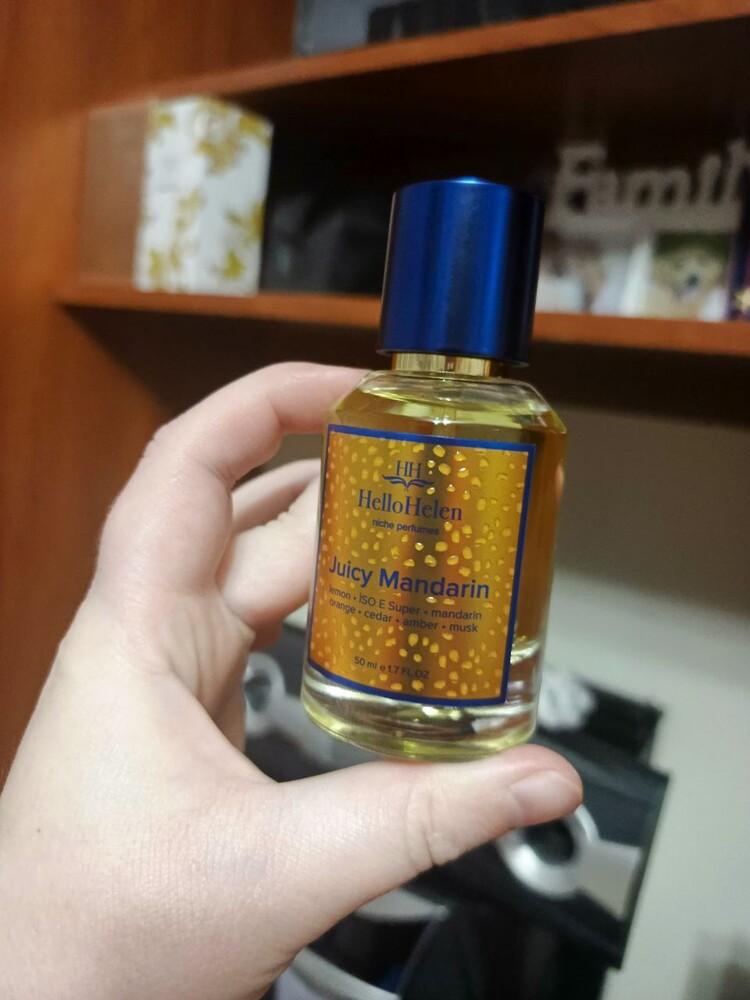 Famil
HH
HelloHelen
niche perfumes
Juicy Mandarin
lemon • ISO E Super • mandarin
orange • cedar • amber • musk
50 ml e 1.7 FL OZ